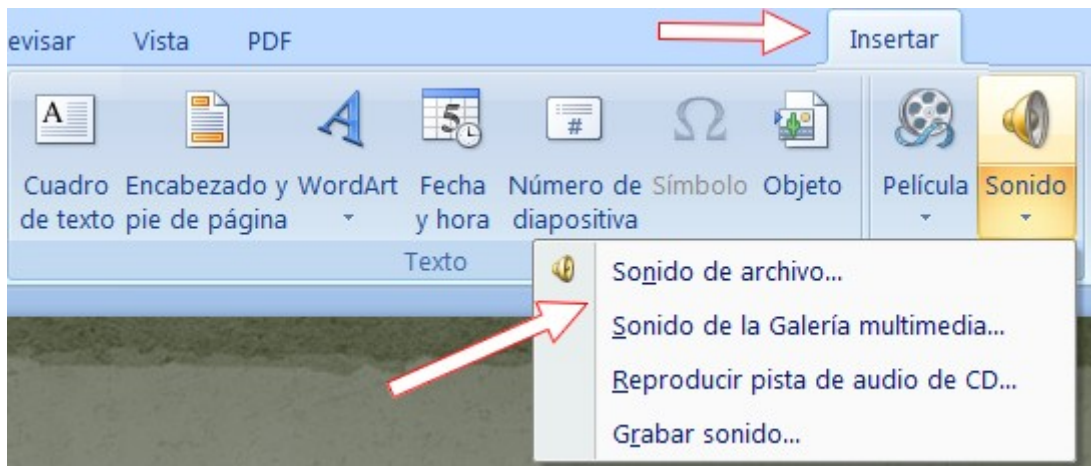 evisar Vista PDF Insertar
Cuadro de texto
Encabezado y pie de página
WordArt
Fecha y hora
Número de diapositiva
Símbolo
Objeto
Película
Sonido
Texto
Sonido de archivo...
Sonido de la Galería multimedia...
Reproducir pista de audio de CD...
Grabar sonido...